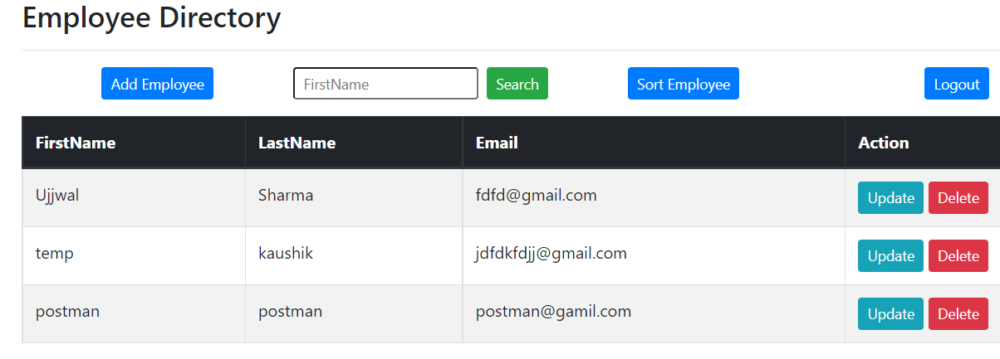 Employee Directory
Add Employee FirstName Search Sort Employee Logout
FirstName LastName Email Action
Ujjwal Sharma fdfd@gmail.com Update Delete
temp kaushik jdfdkfdjj@gmail.com Update Delete
postman postman postman@gamil.com Update Delete